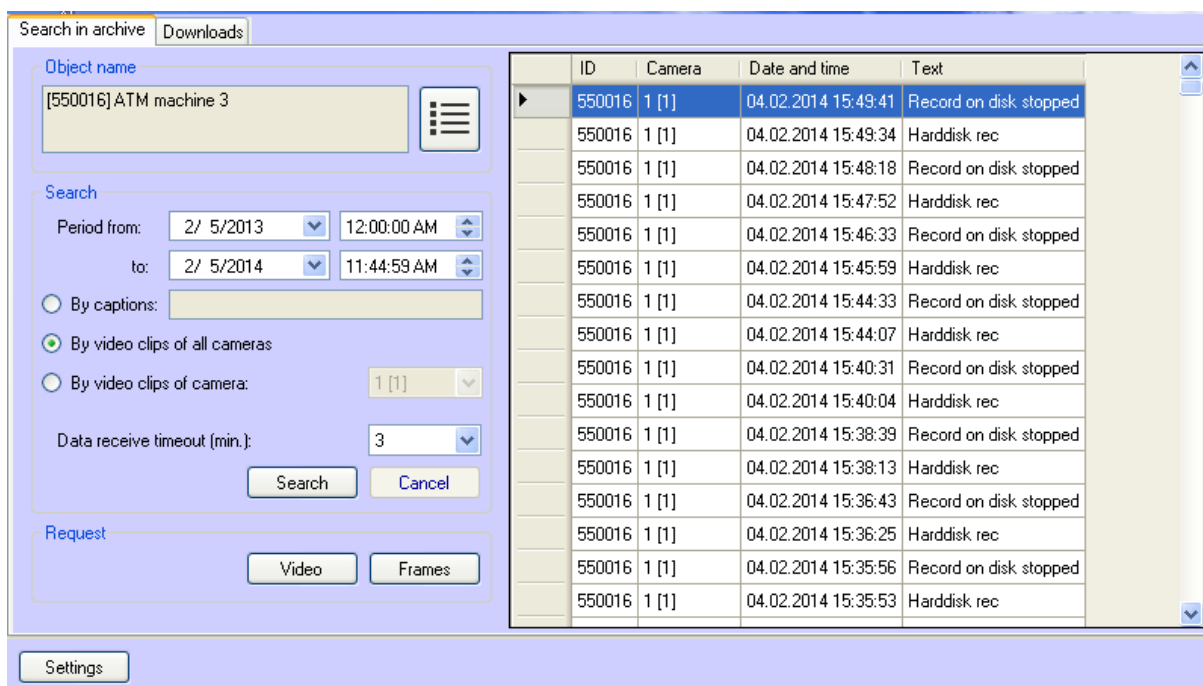 Search in archive Downloads
Object name
[550016] ATM machine 3
Search
Period from: 2/ 5/2013 12:00:00 AM
to: 2/ 5/2014 11:44:59 AM
By captions:
By video clips of all cameras
By video clips of camera: 1 [1]
Data receive timeout (min.): 3
Search Cancel
Request
Video Frames
ID Camera Date and time Text
550016 1 [1] 04.02.2014 15:49:41 Record on disk stopped
550016 1 [1] 04.02.2014 15:49:34 Harddisk rec
550016 1 [1] 04.02.2014 15:48:18 Record on disk stopped
550016 1 [1] 04.02.2014 15:47:52 Harddisk rec
550016 1 [1] 04.02.2014 15:46:33 Record on disk stopped
550016 1 [1] 04.02.2014 15:45:59 Harddisk rec
550016 1 [1] 04.02.2014 15:44:33 Record on disk stopped
550016 1 [1] 04.02.2014 15:44:07 Harddisk rec
550016 1 [1] 04.02.2014 15:40:31 Record on disk stopped
550016 1 [1] 04.02.2014 15:40:04 Harddisk rec
550016 1 [1] 04.02.2014 15:38:39 Record on disk stopped
550016 1 [1] 04.02.2014 15:38:13 Harddisk rec
550016 1 [1] 04.02.2014 15:36:43 Record on disk stopped
550016 1 [1] 04.02.2014 15:36:25 Harddisk rec
550016 1 [1] 04.02.2014 15:35:56 Record on disk stopped
550016 1 [1] 04.02.2014 15:35:53 Harddisk rec
Settings